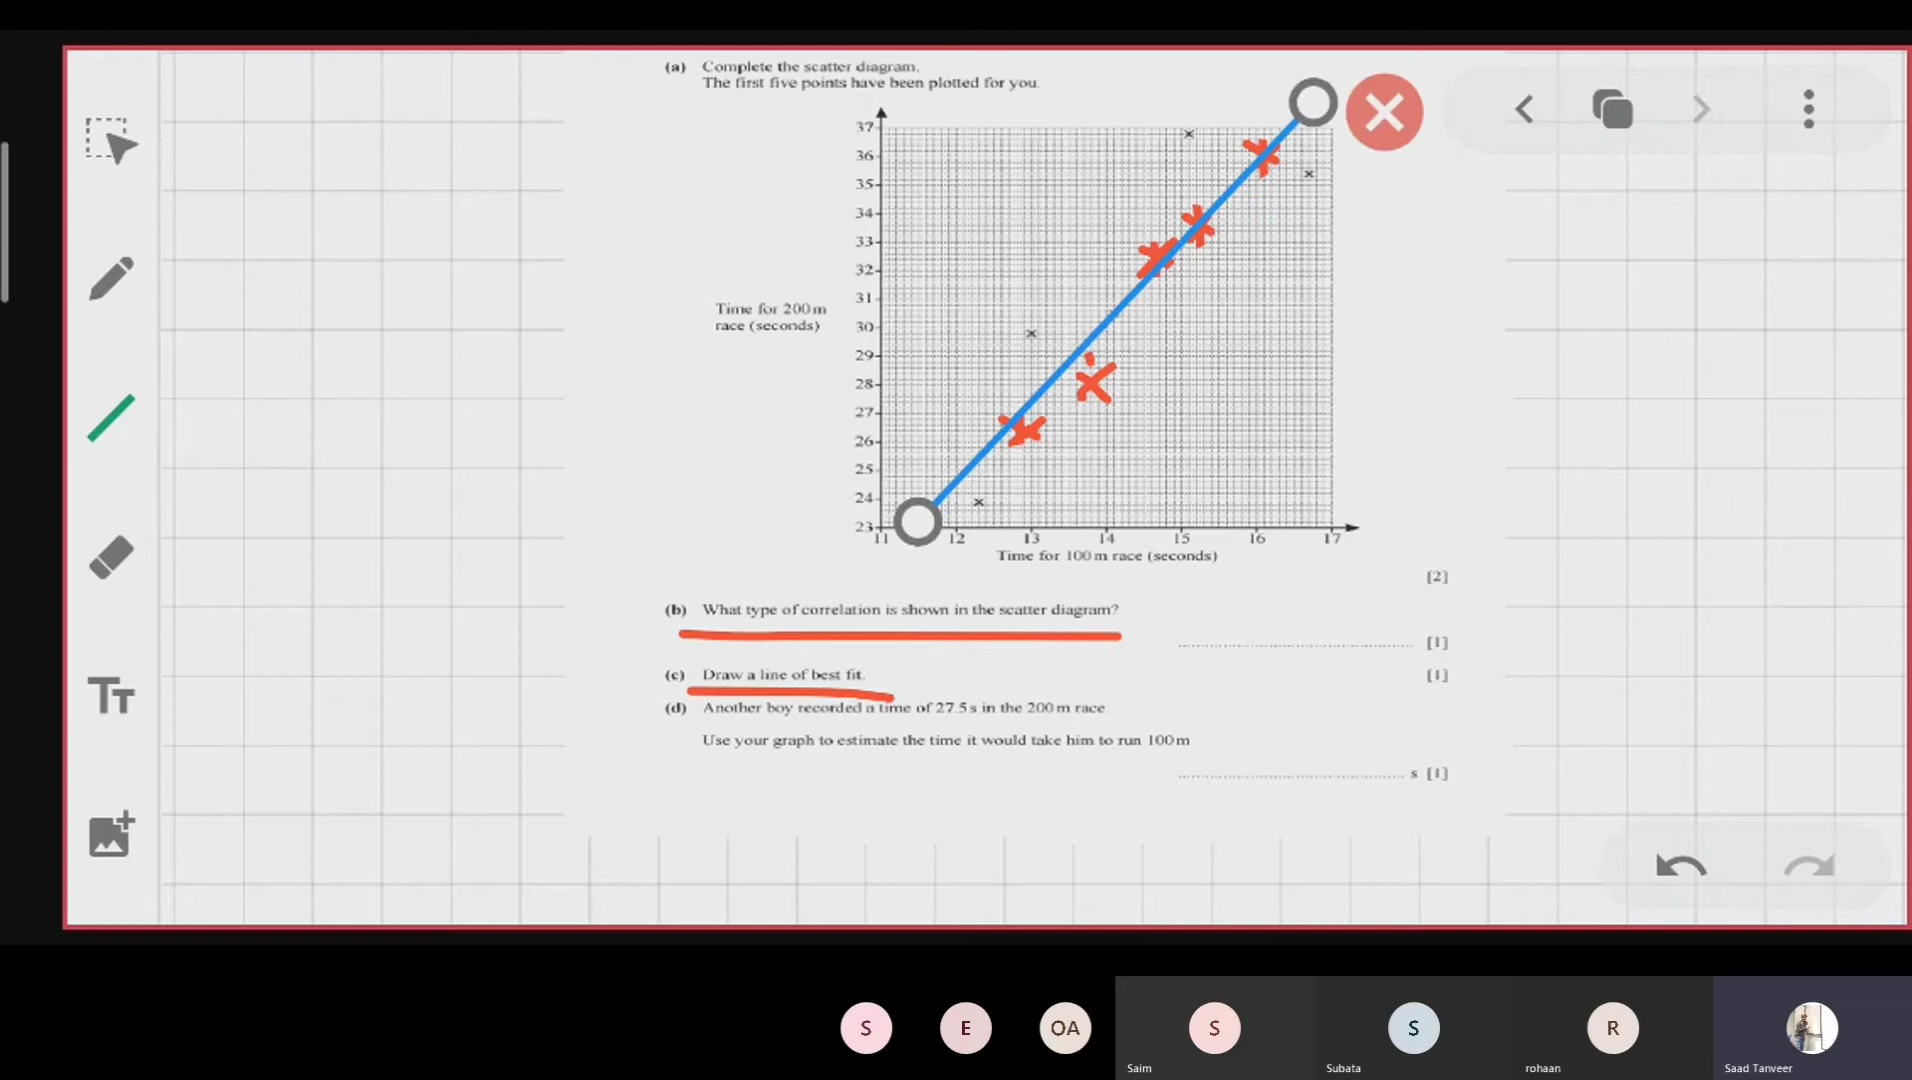 (a) Complete the scatter diagram.
The first five points have been plotted for you.
37
36
35
34
33
32
31
30
29
28
27
26
25
24
23
Time for 200 m
race (seconds)
11 12 13 14 15 16 17
Time for 100 m race (seconds)
[2]
(b) What type of correlation is shown in the scatter diagram?
[1]
(c) Draw a line of best fit. [1]
(d) Another boy recorded a time of 27.5 s in the 200 m race.
Use your graph to estimate the time it would take him to run 100 m
s [1]
TT
S E OA S S R
Saim Subata rohaan Saad Tanveer